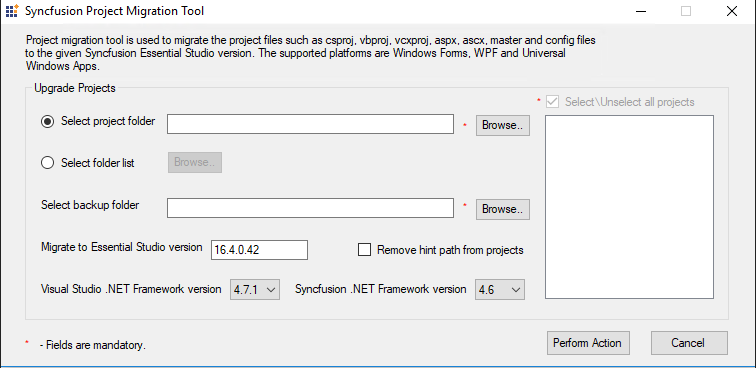 Syncfusion Project Migration Tool
Project migration tool is used to migrate the project files such as csproj, vbproj, vcxproj, aspx, ascx, master and config files
to the given Syncfusion Essential Studio version. The supported platforms are Windows Forms, WPF and Universal
Windows Apps.
Upgrade Projects
* Select\Unselect all projects
Select project folder * Browse..
Select folder list Browse..
Select backup folder * Browse..
Migrate to Essential Studio version 16.4.0.42 Remove hint path from projects
Visual Studio .NET Framework version 4.7.1 Syncfusion .NET Framework version 4.6
* - Fields are mandatory. Perform Action Cancel